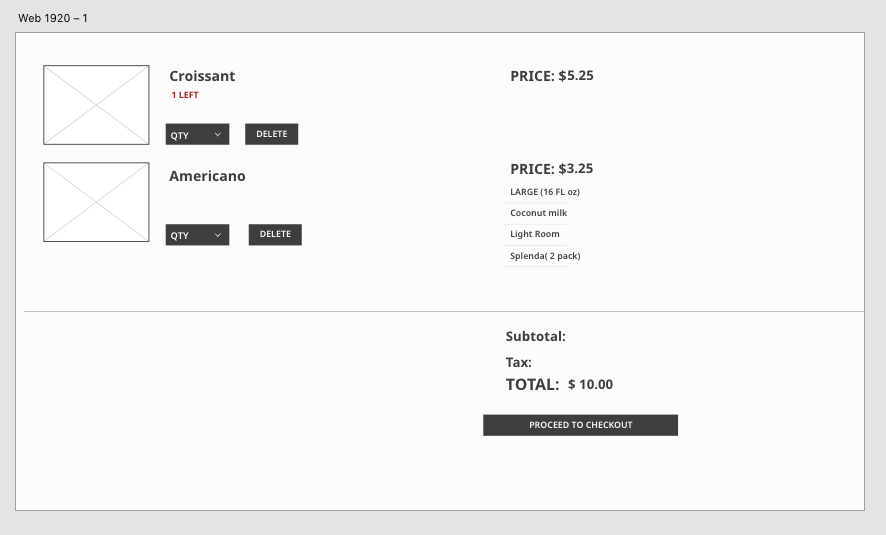 Web 1920 – 1
Croissant
PRICE: $5.25
1 LEFT
QTY
DELETE
Americano
PRICE: $3.25
LARGE (16 FL oz)
Coconut milk
Light Room
Splenda( 2 pack)
QTY
DELETE
Subtotal:
Tax:
TOTAL: $ 10.00
PROCEED TO CHECKOUT